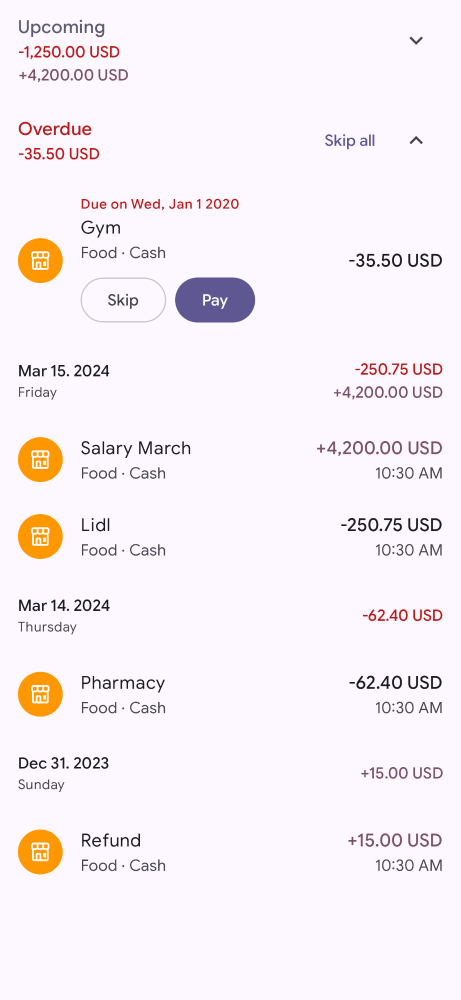 Upcoming
-1,250.00 USD
+4,200.00 USD
Overdue
-35.50 USD
Skip all
Due on Wed, Jan 1 2020
Gym
Food · Cash
-35.50 USD
Skip
Pay
Mar 15. 2024
Friday
-250.75 USD
+4,200.00 USD
Salary March
Food · Cash
+4,200.00 USD
10:30 AM
Lidl
Food · Cash
-250.75 USD
10:30 AM
Mar 14. 2024
Thursday
-62.40 USD
Pharmacy
Food · Cash
-62.40 USD
10:30 AM
Dec 31. 2023
Sunday
+15.00 USD
Refund
Food · Cash
+15.00 USD
10:30 AM